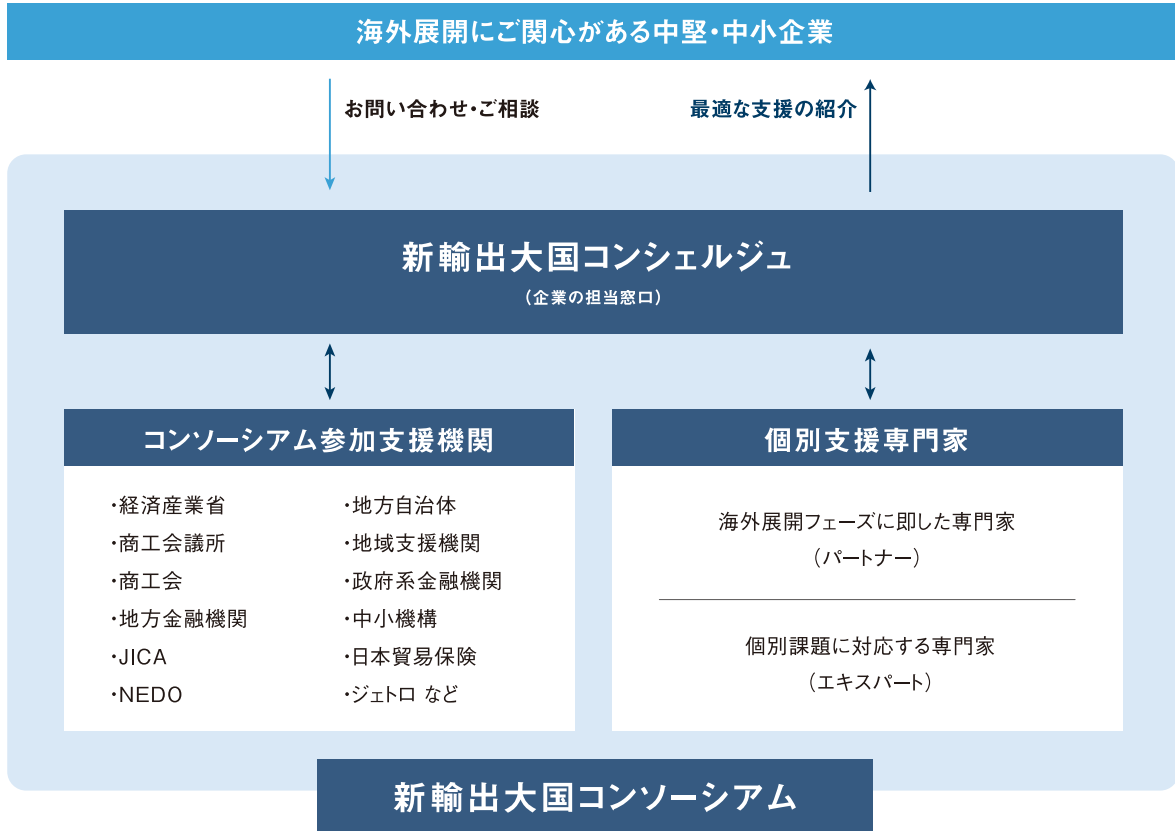 海外展開にご関心がある中堅・中小企業
お問い合わせ・ご相談
最適な支援の紹介
新輸出大国コンシェルジュ
（企業の担当窓口）
コンソーシアム参加支援機関
・経済産業省
・商工会議所
・商工会
・地方金融機関
・JICA
・NEDO
・地方自治体
・地域支援機関
・政府系金融機関
・中小機構
・日本貿易保険
・ジェトロ など
個別支援専門家
海外展開フェーズに即した専門家
（パートナー）
個別課題に対応する専門家
（エキスパート）
新輸出大国コンソーシアム